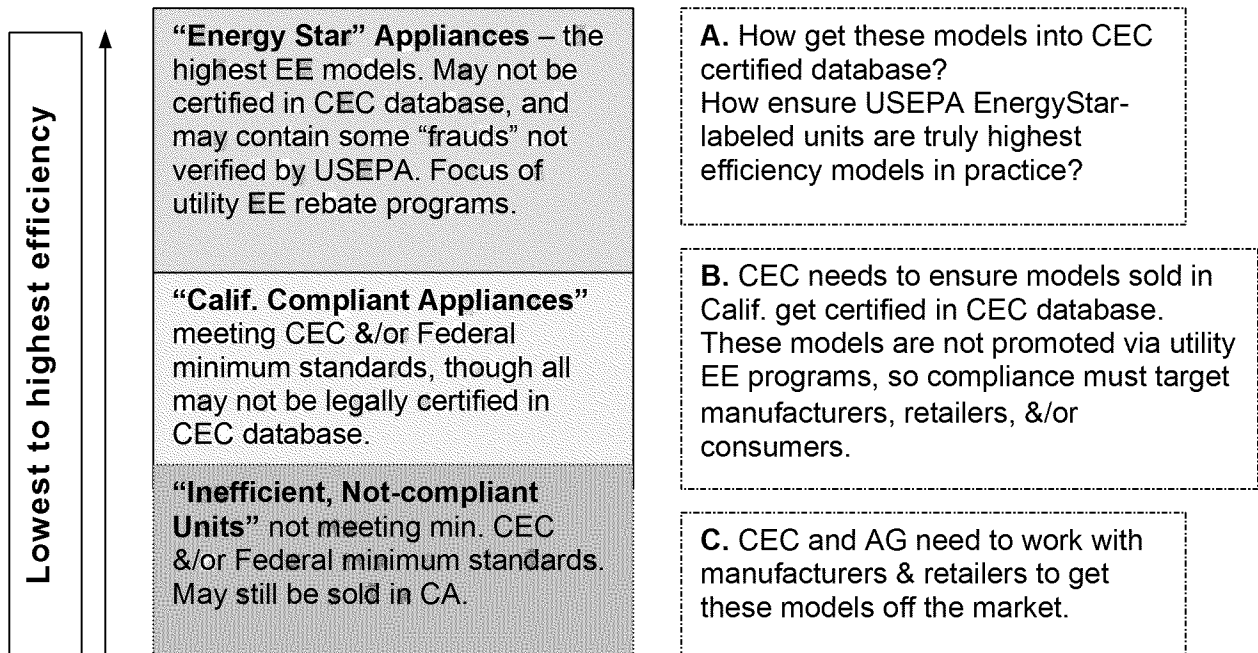 Lowest to highest efficiency
“Energy Star” Appliances – the
highest EE models. May not be
certified in CEC database, and
may contain some “frauds” not
verified by USEPA. Focus of
utility EE rebate programs.
“Calif. Compliant Appliances”
meeting CEC &/or Federal
minimum standards, though all
may not be legally certified in
CEC database.
“Inefficient, Not-compliant
Units” not meeting min. CEC
&/or Federal minimum standards.
May still be sold in CA.
A. How get these models into CEC
certified database?
How ensure USEPA EnergyStar-
labeled units are truly highest
efficiency models in practice?
B. CEC needs to ensure models sold in
Calif. get certified in CEC database.
These models are not promoted via utility
EE programs, so compliance must target
manufacturers, retailers, &/or
consumers.
C. CEC and AG need to work with
manufacturers & retailers to get
these models off the market.